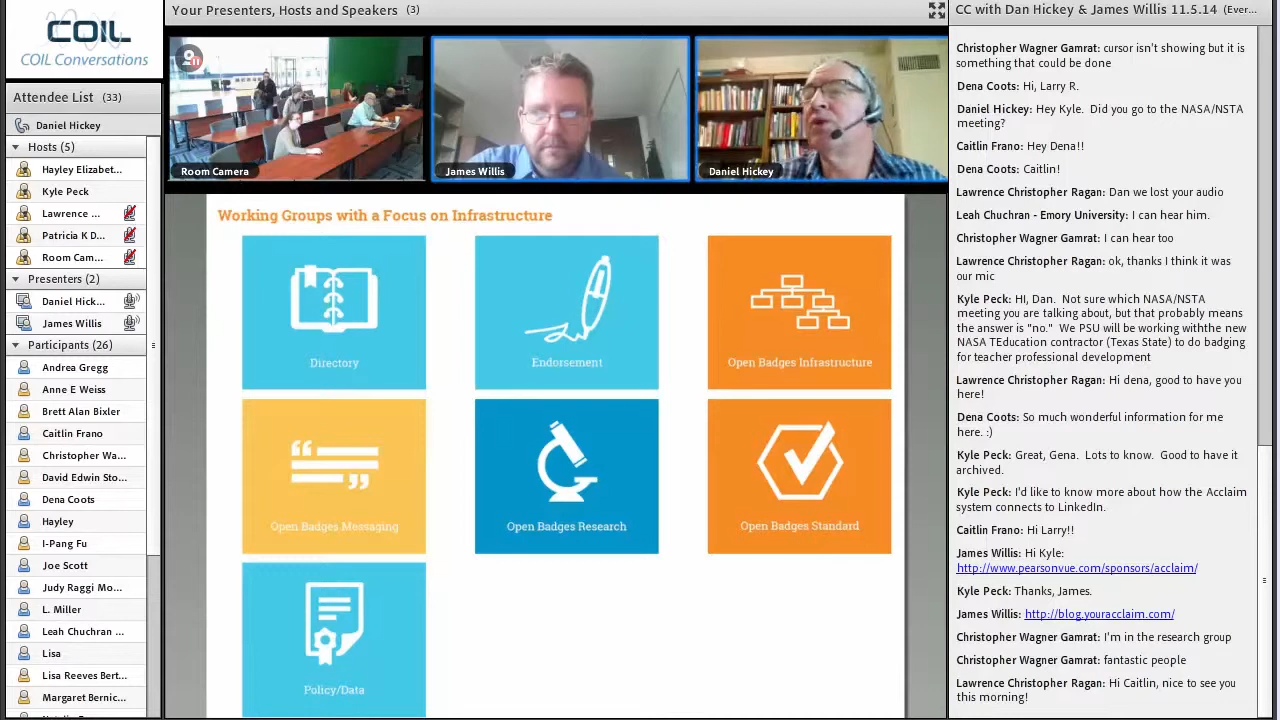 COIL
COIL Conversations
Attendee List (33)
Daniel Hickey
Hosts (5)
Hayley Elizabet...
Kyle Peck
Lawrence ...
Patricia K D...
Room Cam...
Presenters (2)
Daniel Hick...
James Willis
Participants (26)
Andrea Gregg
Anne E Weiss
Brett Alan Bixler
Caitlin Frano
Christopher Wa...
David Edwin Sto...
Dena Coots
Hayley
I-Pang Fu
Joe Scott
Judy Raggi Mo...
L. Miller
Leah Chuchran ...
Lisa
Lisa Reeves Bert...
Margaret Bernic...
Your Presenters, Hosts and Speakers (3)
Room Camera
James Willis
Daniel Hickey
Working Groups with a Focus on Infrastructure
Directory
Endorsement
Open Badges Infrastructure
Open Badges Messaging
Open Badges Research
Open Badges Standard
Policy/Data
CC with Dan Hickey & James Willis 11.5.14 (Ever...
Christopher Wagner Gamrat: cursor isn't showing but it is
something that could be done
Dena Coots: Hi, Larry R.
Daniel Hickey: Hey Kyle. Did you go to the NASA/NSTA
meeting?
Caitlin Frano: Hey Dena!!
Dena Coots: Caitlin!
Lawrence Christopher Ragan: Dan we lost your audio
Leah Chuchran - Emory University: I can hear him.
Christopher Wagner Gamrat: I can hear too
Lawrence Christopher Ragan: ok, thanks I think it was
our mic
Kyle Peck: HI, Dan. Not sure which NASA/NSTA
meeting you are talking about, but that probably means
the answer is "no." We PSU will be working withthe new
NASA TEducation contractor (Texas State) to do badging
for teacher professional development
Lawrence Christopher Ragan: Hi dena, good to have you
here!
Dena Coots: So much wonderful information for me
here. :)
Kyle Peck: Great, Gena. Lots to know. Good to have it
archived.
Kyle Peck: I'd like to know more about how the Acclaim
system connects to LinkedIn.
Caitlin Frano: Hi Larry!!
James Willis: Hi Kyle:
http://www.pearsonvue.com/sponsors/acclaim/
Kyle Peck: Thanks, James.
James Willis: http://blog.youracclaim.com/
Christopher Wagner Gamrat: I'm in the research group
Christopher Wagner Gamrat: fantastic people
Lawrence Christopher Ragan: Hi Caitlin, nice to see you
this morning!